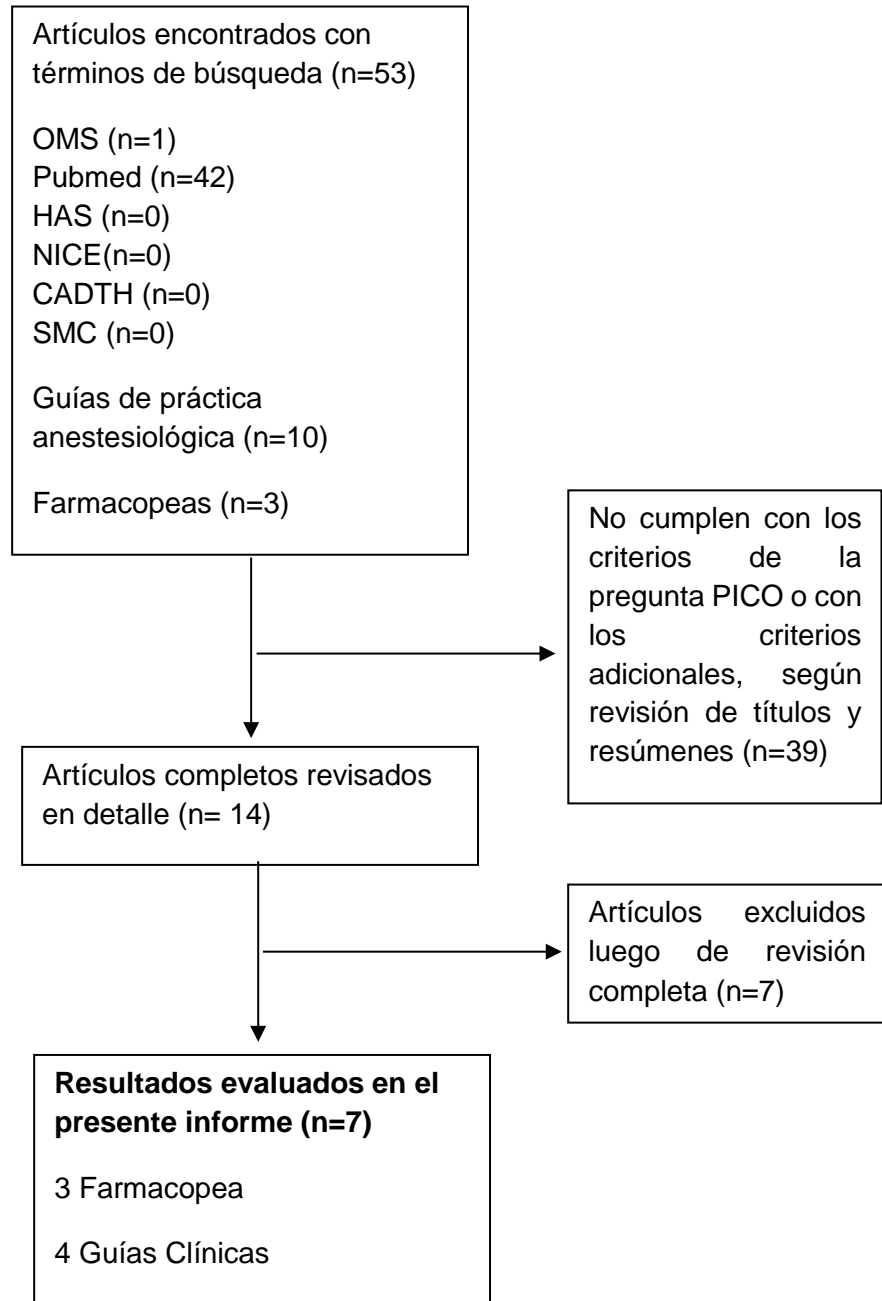 Artículos encontrados con
términos de búsqueda (n=53)
OMS (n=1)
Pubmed (n=42)
HAS (n=0)
NICE(n=0)
CADTH (n=0)
SMC (n=0)
Guías de práctica
anestesiológica (n=10)
Farmacopeas (n=3)
No cumplen con los
criterios de la
pregunta PICO o con
los criterios
adicionales, según
revisión de títulos y
resúmenes (n=39)
Artículos completos revisados
en detalle (n= 14)
Artículos excluidos
luego de revisión
completa (n=7)
Resultados evaluados en el
presente informe (n=7)
3 Farmacopea
4 Guías Clínicas